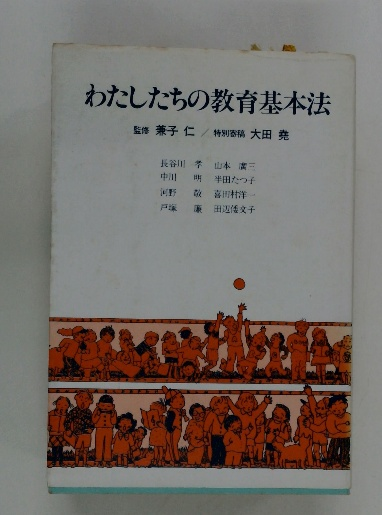 わたしたちの教育基本法
監修 兼子 仁 / 特別寄稿 大田 堯
長谷川 孝 山本 廣三
中川 明 半田たつ子
河野 敬 喜田村洋一
戸塚 廉 田辺倭文子